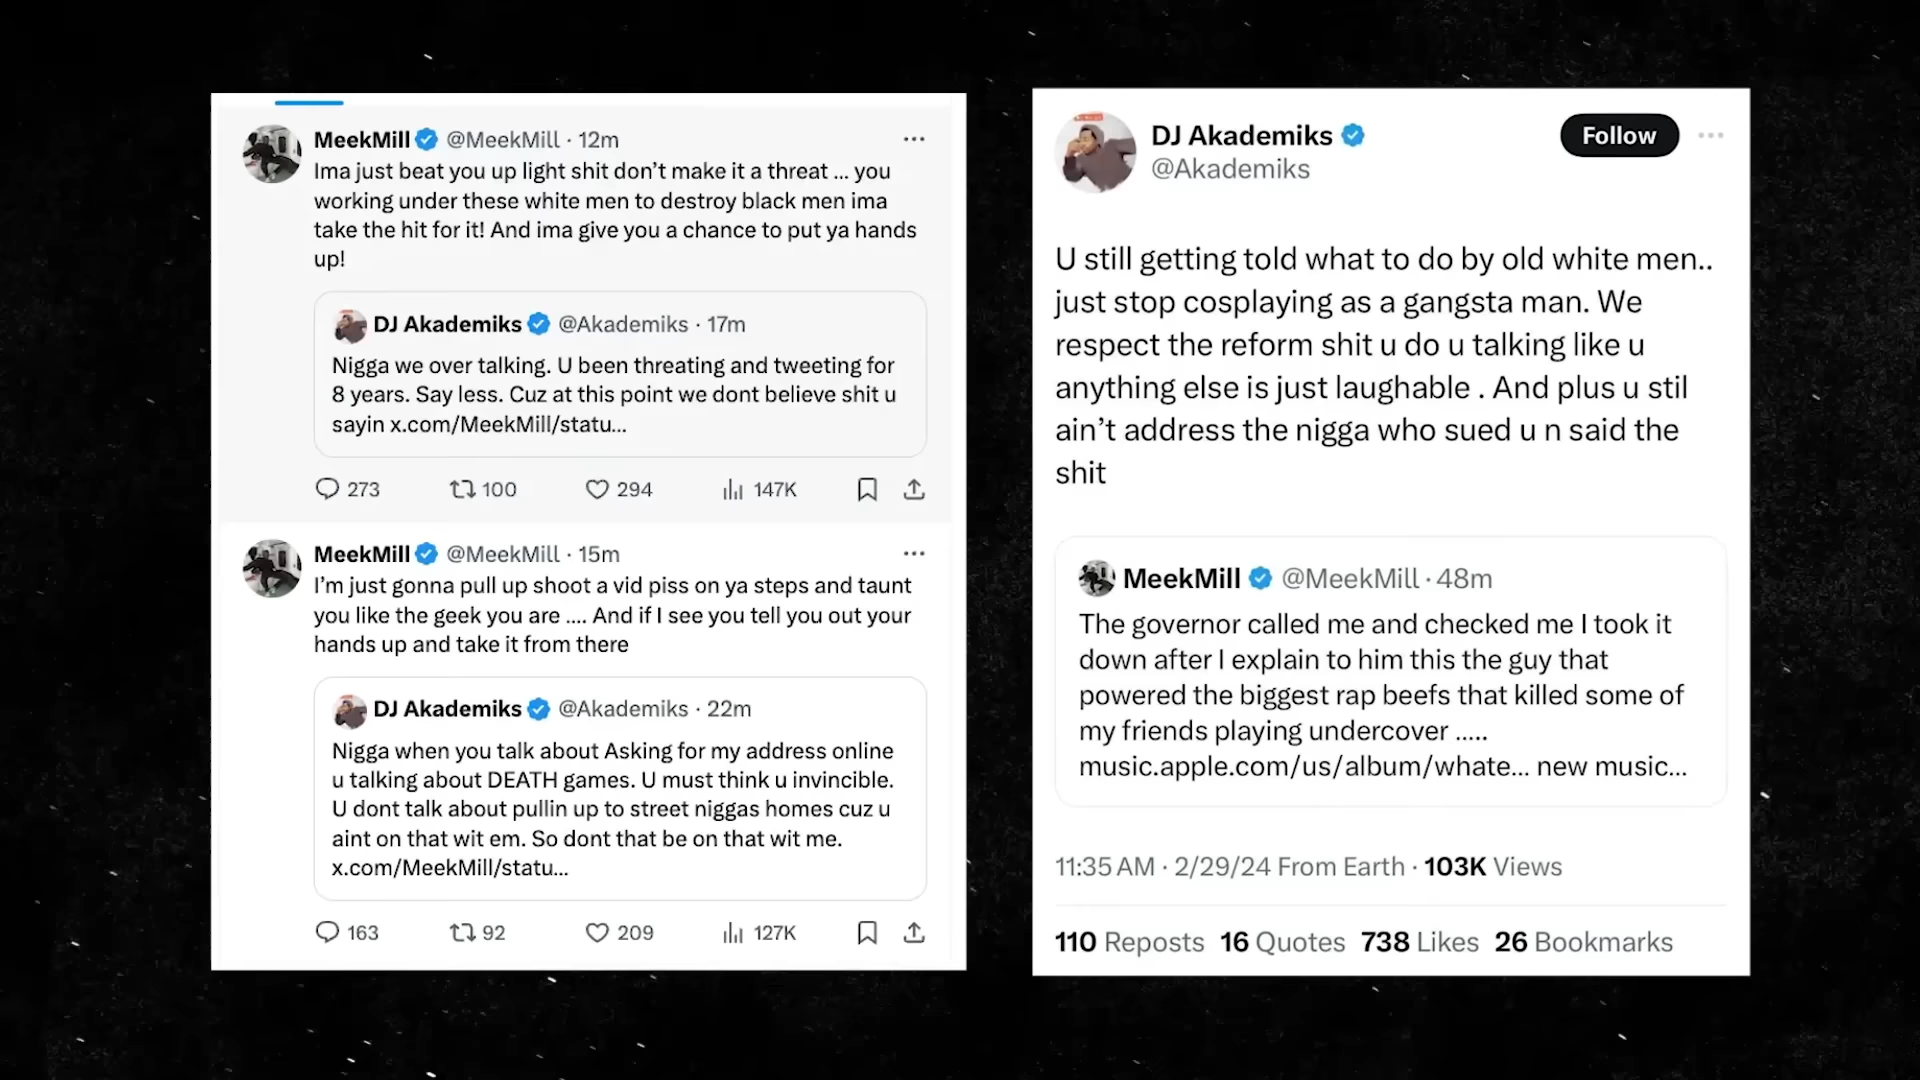 MeekMill @MeekMill · 12m
Ima just beat you up light shit don't make it a threat ... you
working under these white men to destroy black men ima
take the hit for it! And ima give you a chance to put ya hands
up!
DJ Akademiks @Akademiks · 17m
Nigga we over talking. U been threating and tweeting for
8 years. Say less. Cuz at this point we dont believe shit u
sayin x.com/MeekMill/statu...
273 100 294 147K
MeekMill @MeekMill · 15m
I'm just gonna pull up shoot a vid piss on ya steps and taunt
you like the geek you are .... And if I see you tell you out your
hands up and take it from there
DJ Akademiks @Akademiks · 22m
Nigga when you talk about Asking for my address online
u talking about DEATH games. U must think u invincible.
U dont talk about pullin up to street niggas homes cuz u
aint on that wit em. So dont that be on that wit me.
x.com/MeekMill/statu...
163 92 209 127K
DJ Akademiks Follow
@Akademiks
U still getting told what to do by old white men..
just stop cosplaying as a gangsta man. We
respect the reform shit u do u talking like u
anything else is just laughable . And plus u stil
ain't address the nigga who sued u n said the
shit
MeekMill @MeekMill · 48m
The governor called me and checked me I took it
down after I explain to him this the guy that
powered the biggest rap beefs that killed some of
my friends playing undercover .....
music.apple.com/us/album/whate... new music...
11:35 AM · 2/29/24 From Earth · 103K Views
110 Reposts 16 Quotes 738 Likes 26 Bookmarks